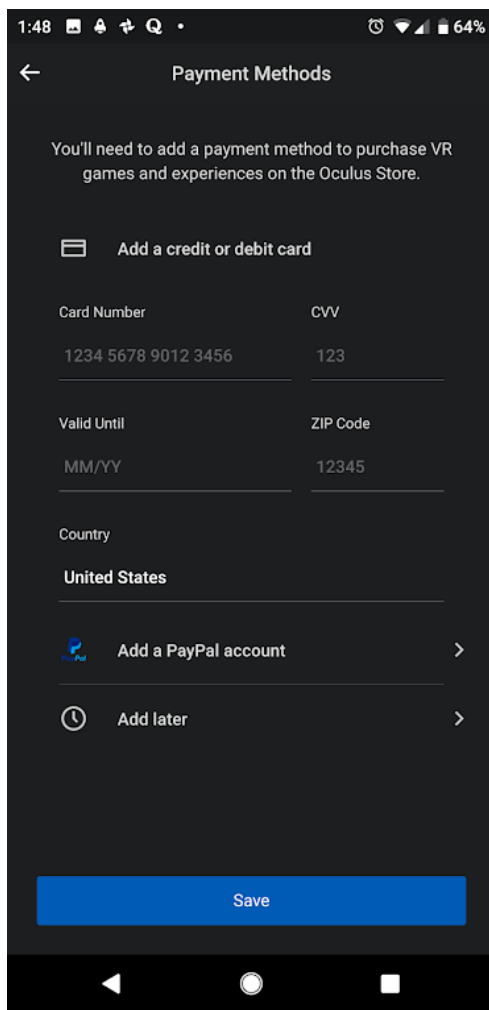 1:48 Q • 64%
Payment Methods
You'll need to add a payment method to purchase VR
games and experiences on the Oculus Store.
Add a credit or debit card
Card Number CVV
1234 5678 9012 3456 123
Valid Until ZIP Code
MM/YY 12345
Country
United States
PayPal Add a PayPal account
Add later
Save